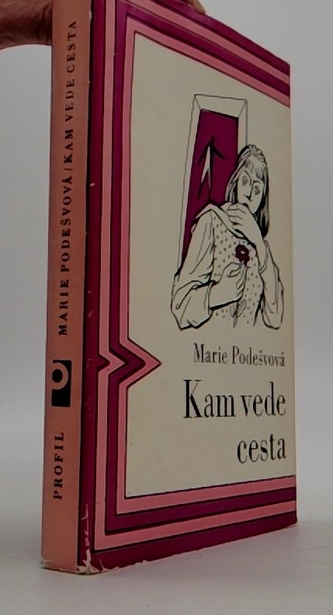 MARIE PODEŠVOVÁ/KAM VEDE CESTA
PROFIL
Marie Podešvová
Kam vede
cesta